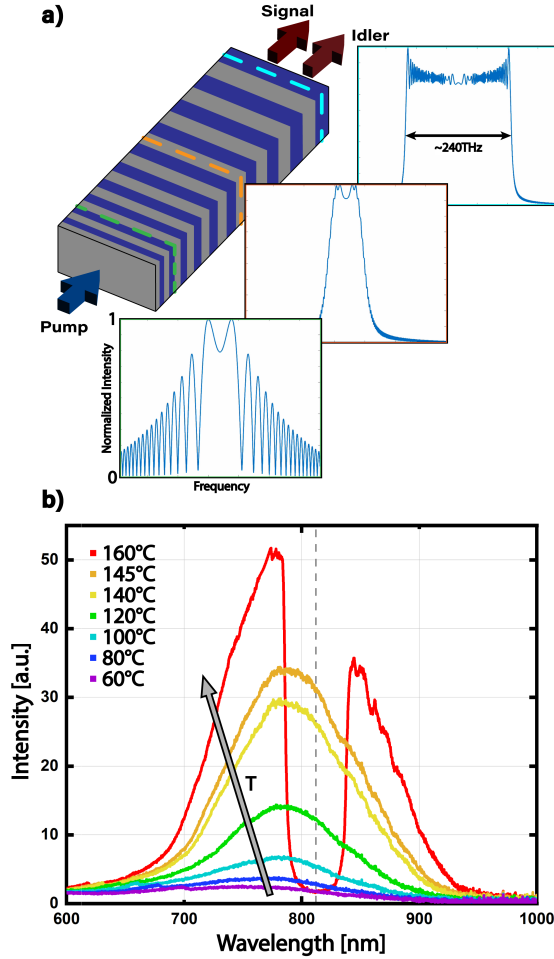 a)
Signal
Idler
~240THz
Pump
1
Normalized Intensity
0
Frequency
b)
50
40
30
20
10
0
Intensity [a.u.]
160°C
145°C
140°C
120°C
100°C
80°C
60°C
T
600
700
800
900
1000
Wavelength [nm]